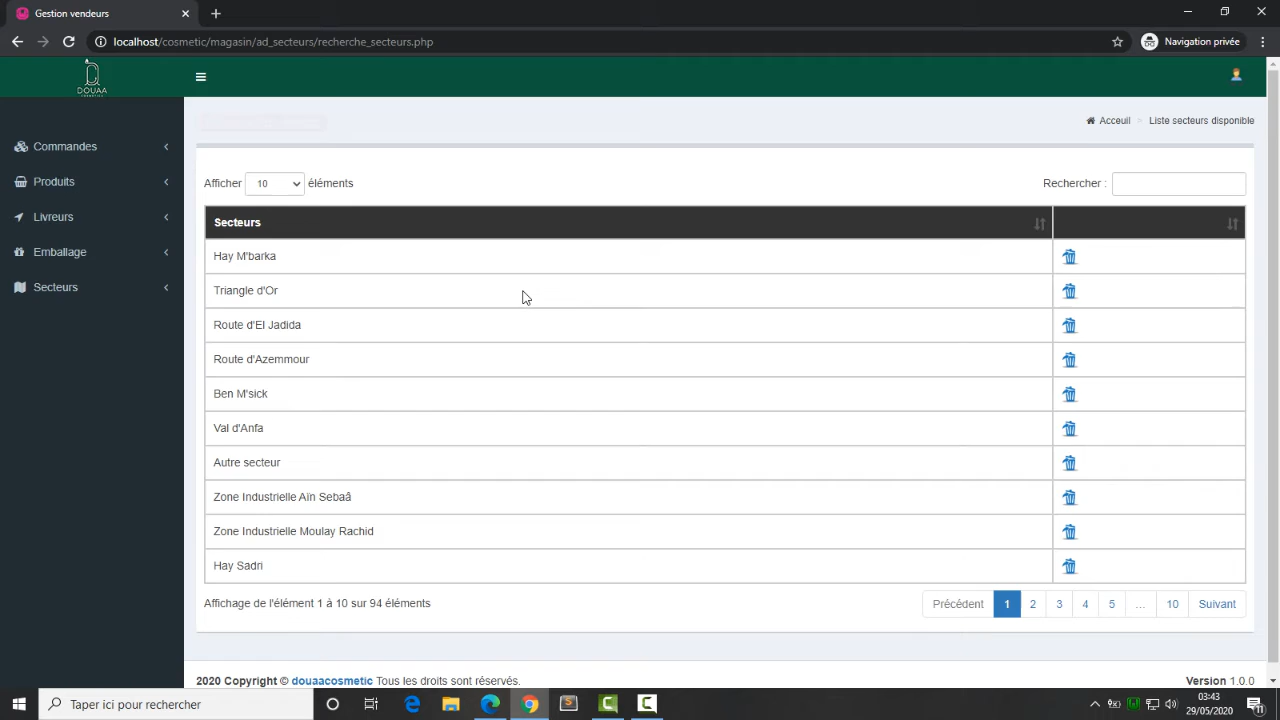 Gestion vendeurs
localhost/cosmetic/magasin/ad_secteurs/recherche_secteurs.php
Navigation privée
DOUAA
Acceuil
Liste secteurs disponible
Commandes
Produits
Livreurs
Emballage
Secteurs
Afficher 10 éléments
Rechercher :
Secteurs
Hay M'barka
Triangle d'Or
Route d'El Jadida
Route d'Azemmour
Ben M'sick
Val d'Anfa
Autre secteur
Zone Industrielle Aïn Sebaâ
Zone Industrielle Moulay Rachid
Hay Sadri
Affichage de l'élément 1 à 10 sur 94 éléments
Précédent 1 2 3 4 5 … 10 Suivant
2020 Copyright © douaacosmetic Tous les droits sont réservés.
Version 1.0.0
Taper ici pour rechercher
03:43
29/05/2020